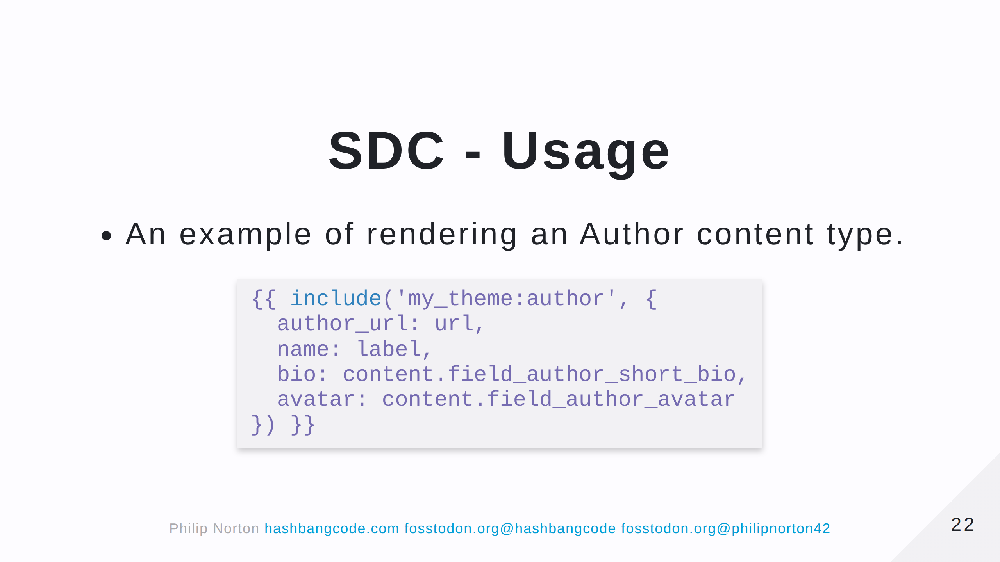 SDC - Usage
• An example of rendering an Author content type.
{{ include('my_theme:author', {
  author_url: url,
  name: label,
  bio: content.field_author_short_bio,
  avatar: content.field_author_avatar
}) }}
Philip Norton hashbangcode.com fosstodon.org@hashbangcode fosstodon.org@philipnorton42
22